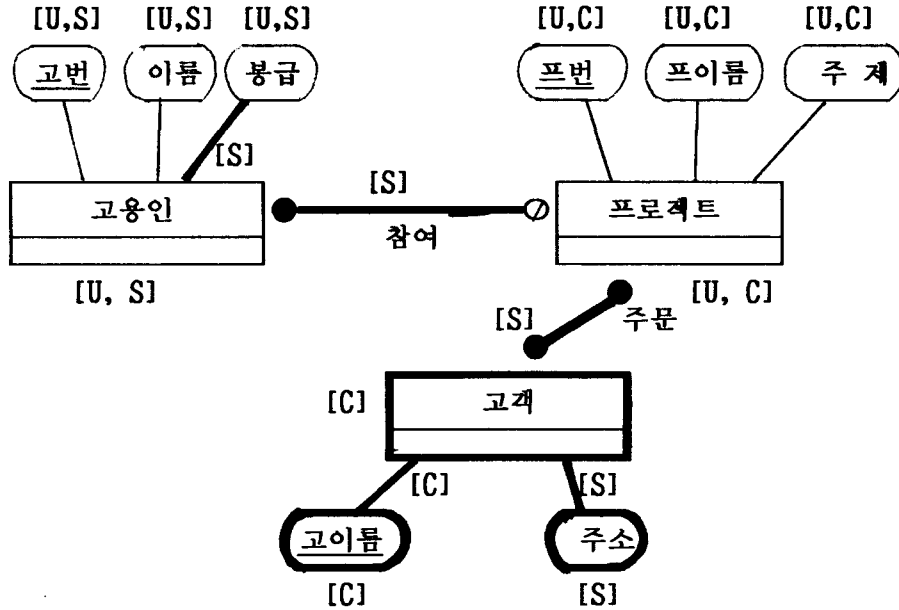 [U,S] [U,S] [U,S] [U,C] [U,C] [U,C]
고번 이름 봉급 프번 프이름 주 제
[S]
[S]
고용인 프로젝트
참여
[U, S] [U, C]
[S] 주문
[C] 고객
[C] [S]
고이름 주소
[C] [S]